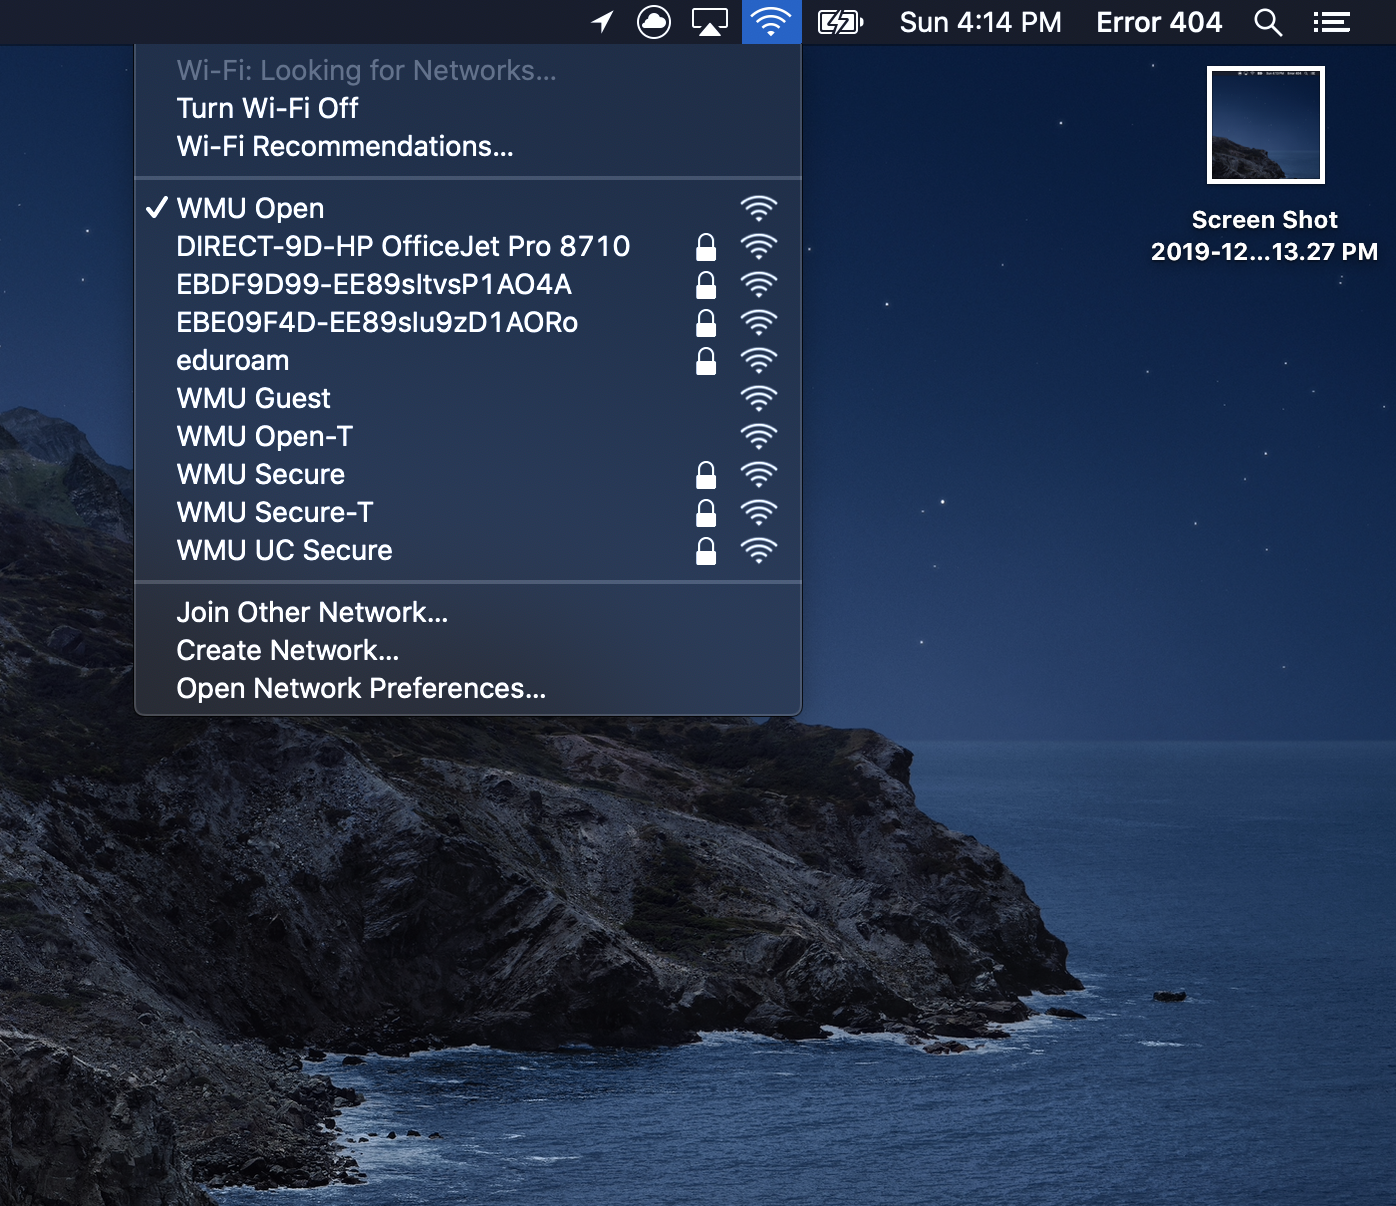 Sun 4:14 PM Error 404
Wi-Fi: Looking for Networks...
Turn Wi-Fi Off
Wi-Fi Recommendations...
WMU Open
DIRECT-9D-HP OfficeJet Pro 8710
EBDF9D99-EE89sItvsP1AO4A
EBE09F4D-EE89sIu9zD1AORo
eduroam
WMU Guest
WMU Open-T
WMU Secure
WMU Secure-T
WMU UC Secure
Join Other Network...
Create Network...
Open Network Preferences...
Screen Shot
2019-12...13.27 PM